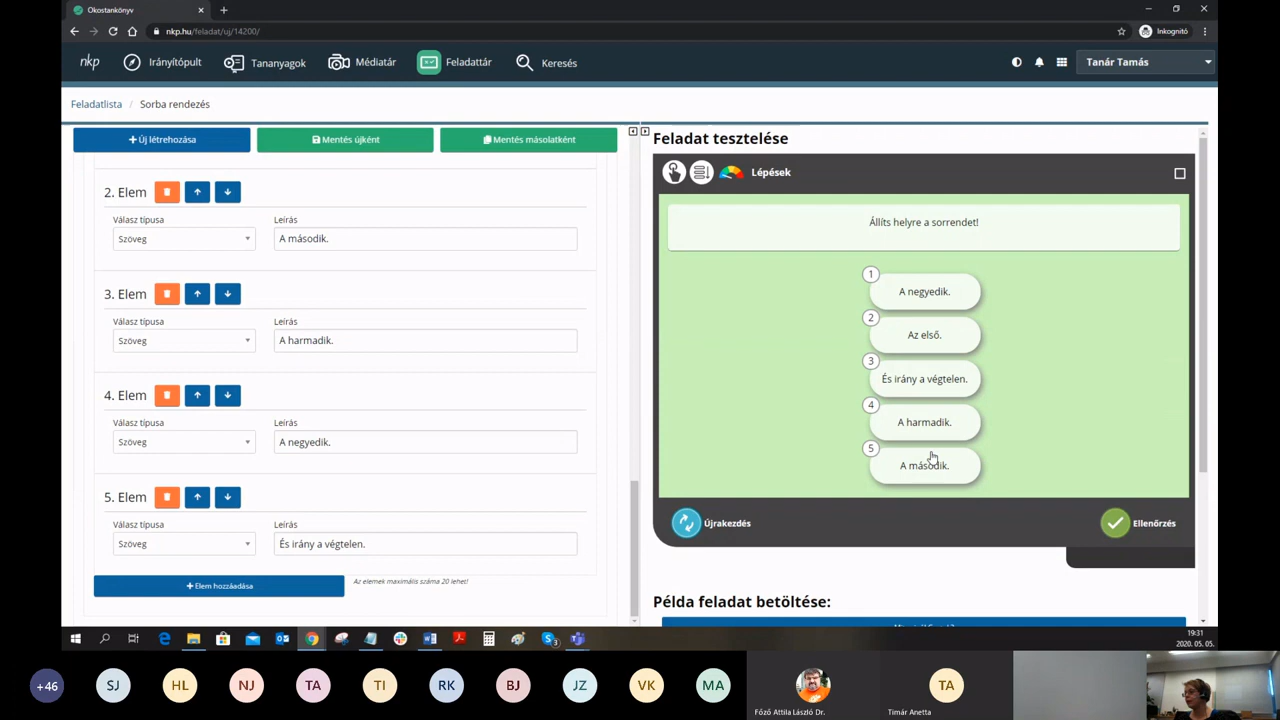 Okostankönyv
nkp.hu/feladat/uj/14200/
Inkognitó
nkp
Irányítópult
Tananyagok
Médiatár
Feladattár
Keresés
Tanár Tamás
Feladatlista / Sorba rendezés
+ Új létrehozása
Mentés újként
Mentés másolatként
2. Elem
Válasz típusa
Leírás
Szöveg
A második.
3. Elem
Válasz típusa
Leírás
Szöveg
A harmadik.
4. Elem
Válasz típusa
Leírás
Szöveg
A negyedik.
5. Elem
Válasz típusa
Leírás
Szöveg
És irány a végtelen.
+ Elem hozzáadása
Az elemek maximális száma 20 lehet!
Feladat tesztelése
Lépések
Állíts helyre a sorrendet!
1
A negyedik.
2
Az első.
3
És irány a végtelen.
4
A harmadik.
5
A második.
Újrakezdés
Ellenőrzés
Példa feladat betöltése:
19:31
2020. 05. 05.
+46
SJ
HL
NJ
TA
TI
RK
BJ
JZ
VK
MA
Főző Attila László Dr.
TA
Timár Anetta